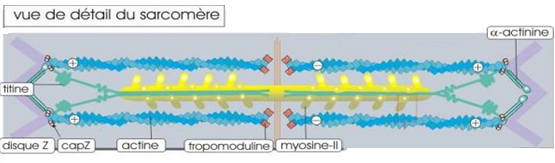 vue de détail du sarcomère
α-actinine
+
−
+
titine
+
−
+
disque Z
capZ
actine
tropomoduline
myosine-II